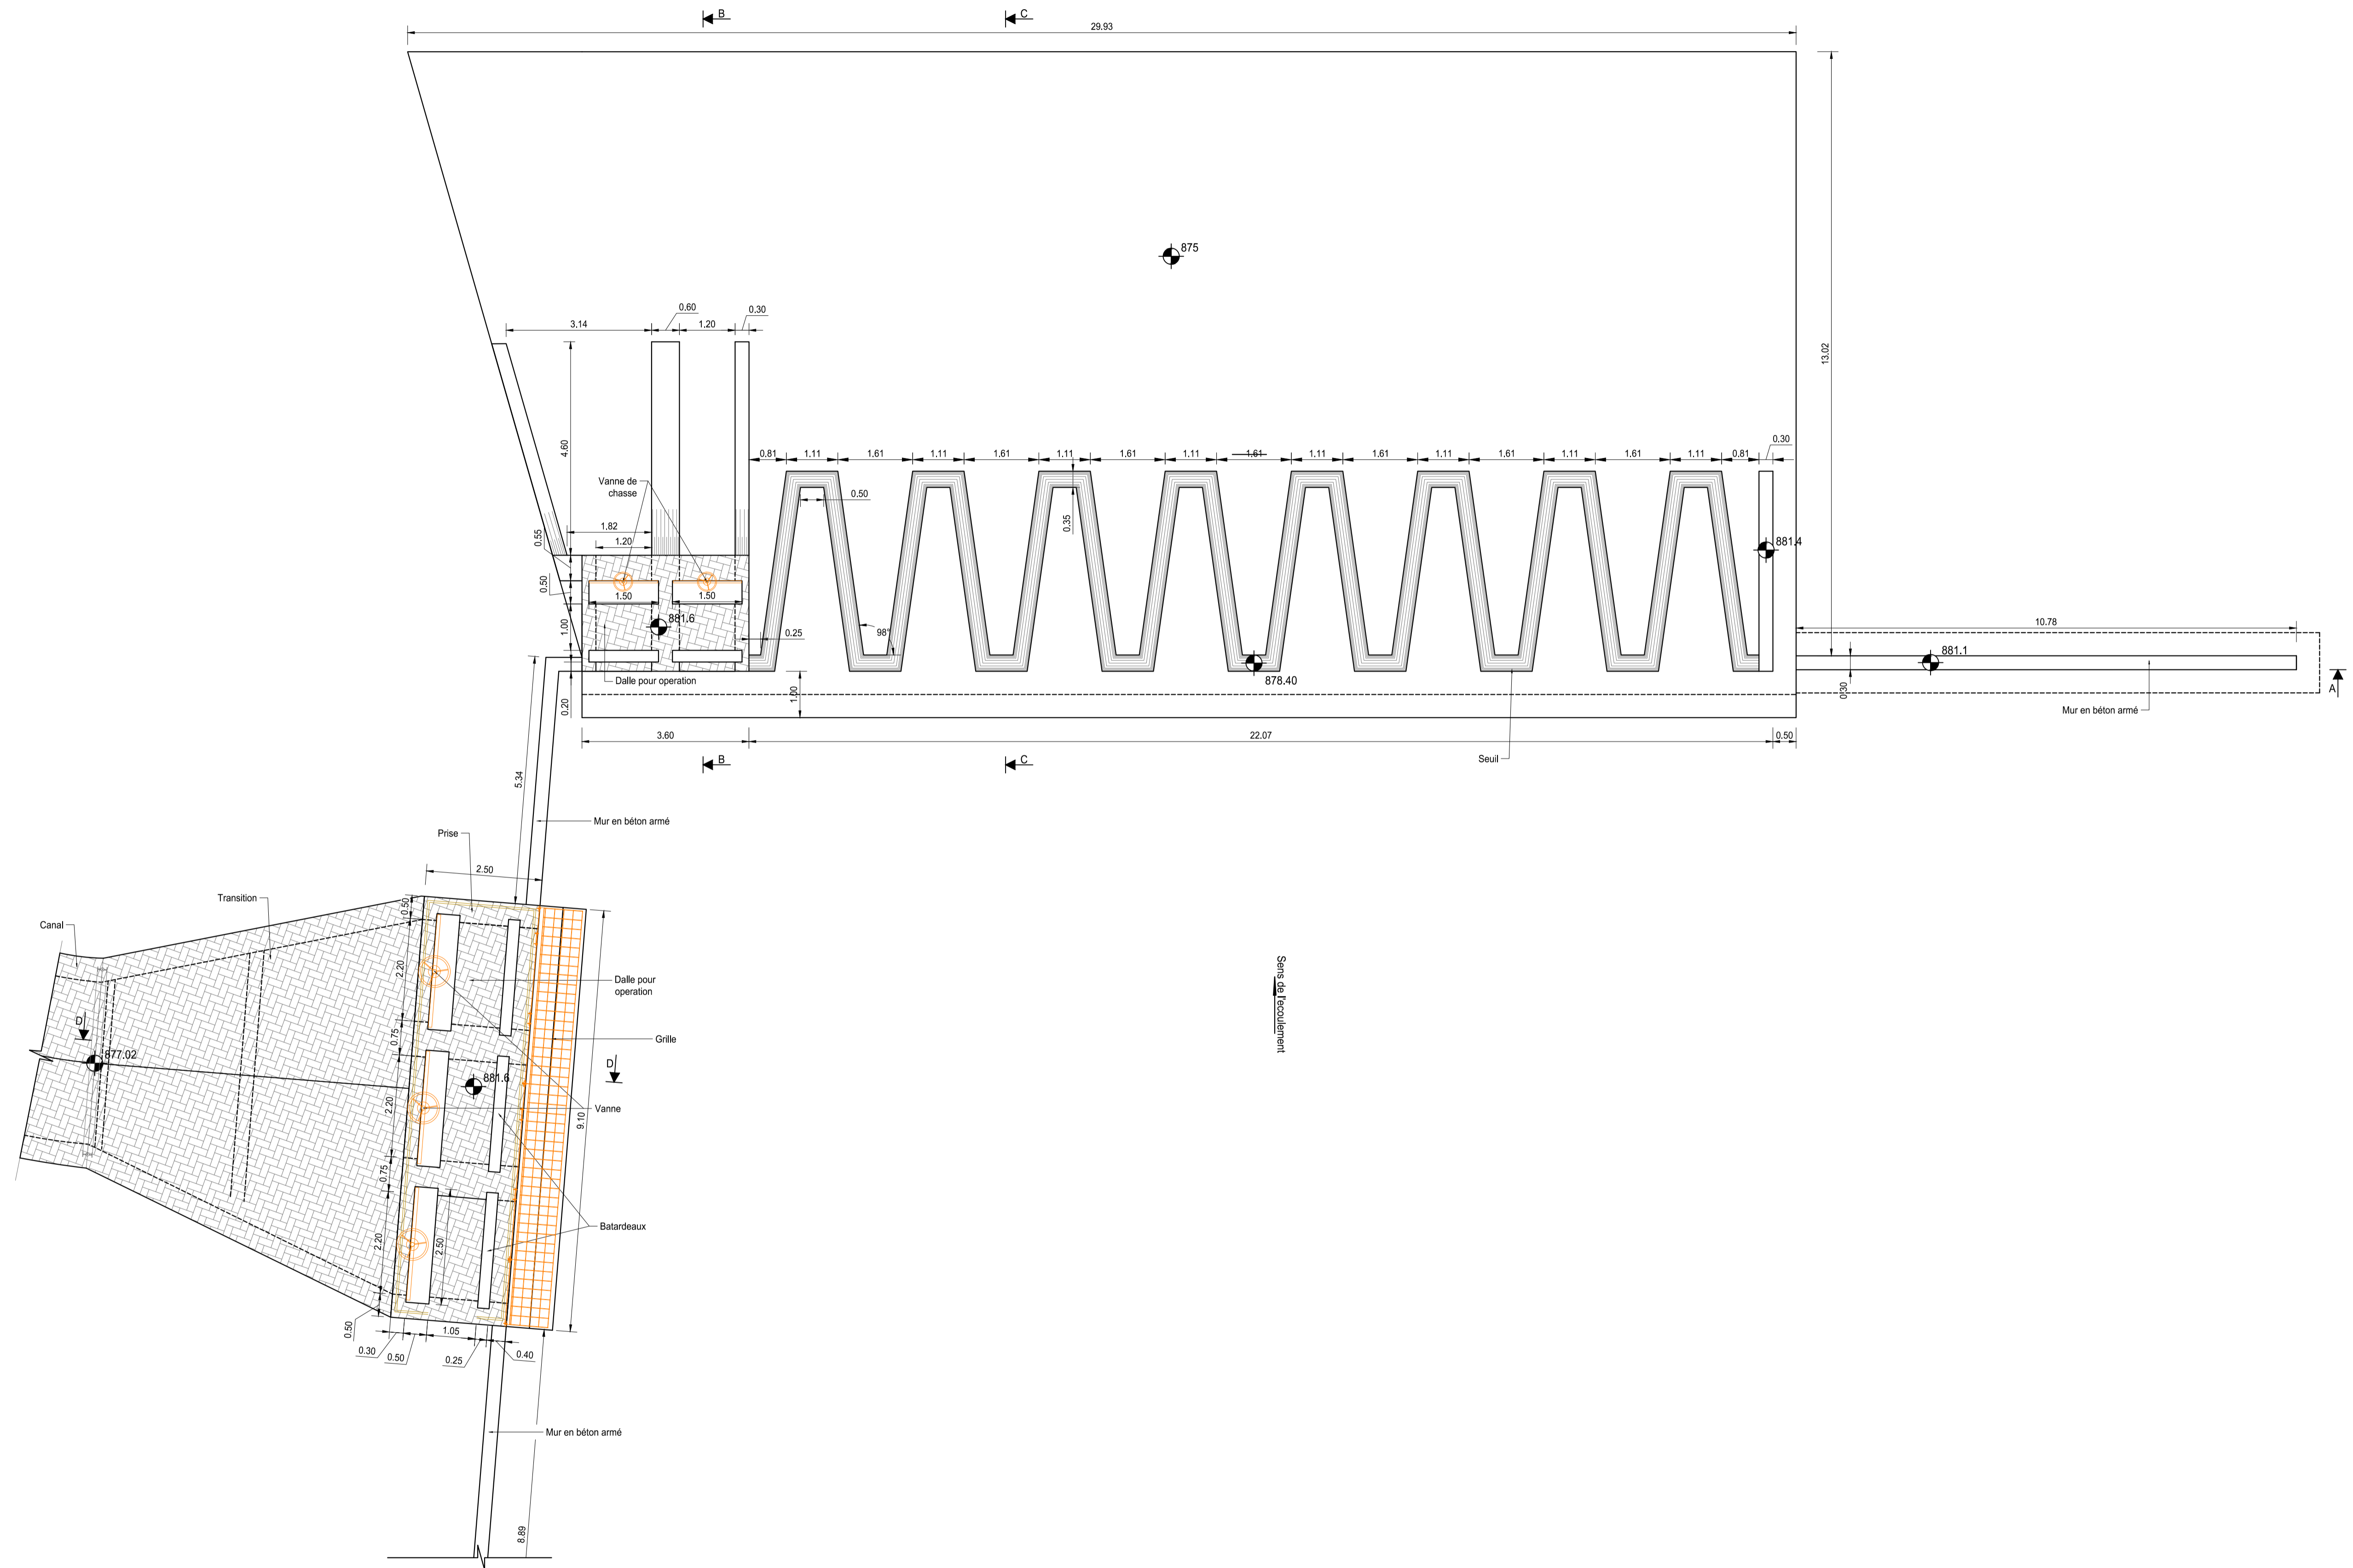 B
C
29.93
13.02
875
0.60
0.30
3.14
1.20
4.60
0.81
1.11
1.61
1.11
1.61
1.11
1.61
1.11
1.61
1.11
1.61
1.11
1.61
1.11
1.61
1.11
0.81
0.30
Vanne de
chasse
0.50
0.35
1.82
1.20
0.55
0.50
1.50
1.50
881.6
1.00
0.25
98°
881.4
10.78
881.1
0.30
A
Mur en béton armé
Dalle pour operation
878.40
1.00
0.20
3.60
22.07
0.50
B
C
Seuil
5.34
Mur en béton armé
Prise
2.50
Transition
0.50
Canal
2.20
Dalle pour
operation
Sens de l'ecoulement
D
0.75
Grille
877.02
D
881.6
2.20
Vanne
9.10
0.75
2.20
2.50
Batardeaux
0.50
0.30
0.50
1.05
0.25
0.40
Mur en béton armé
8.89